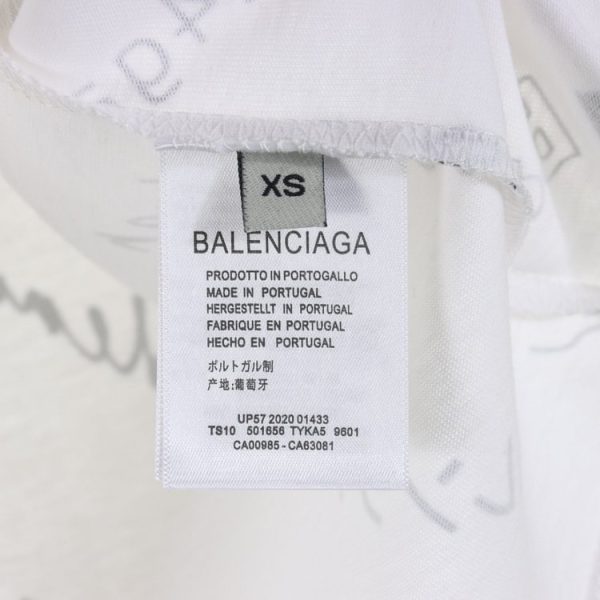 XS
BALENCIAGA
PRODOTTO IN PORTOGALLO
MADE IN PORTUGAL
HERGESTELLT IN PORTUGAL
FABRIQUE EN PORTUGAL
HECHO EN PORTUGAL
ポルトガル制
产地:葡萄牙
UP57 2020 01433
TS10 501656 TYKA5 9601
CA00985-CA63081